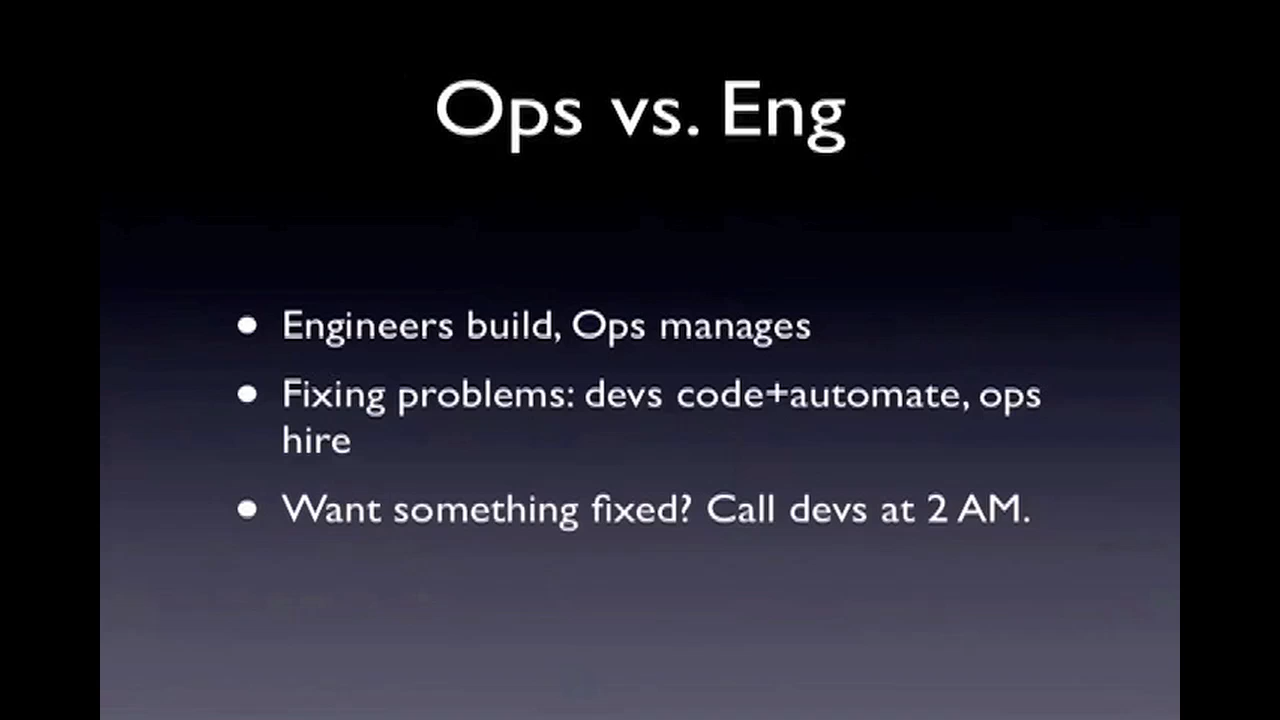 Ops vs. Eng
• Engineers build, Ops manages
• Fixing problems: devs code+automate, ops
hire
• Want something fixed? Call devs at 2 AM.